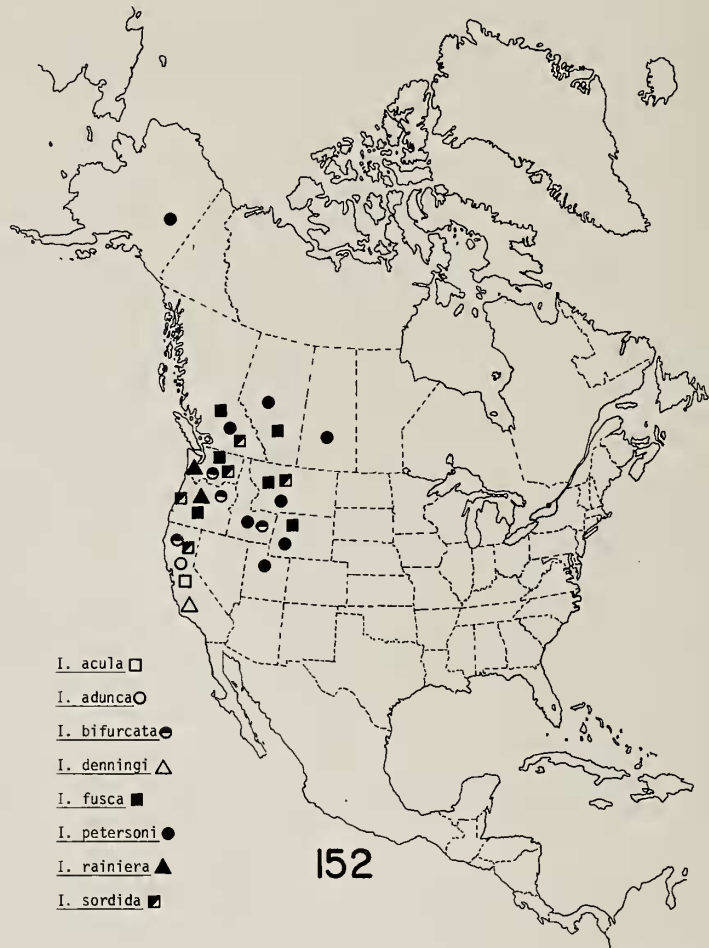 I. acula
I. adunca
I. bifurcata
I. denningi
I. fusca
I. petersoni
I. rainiera
I. sordida
152